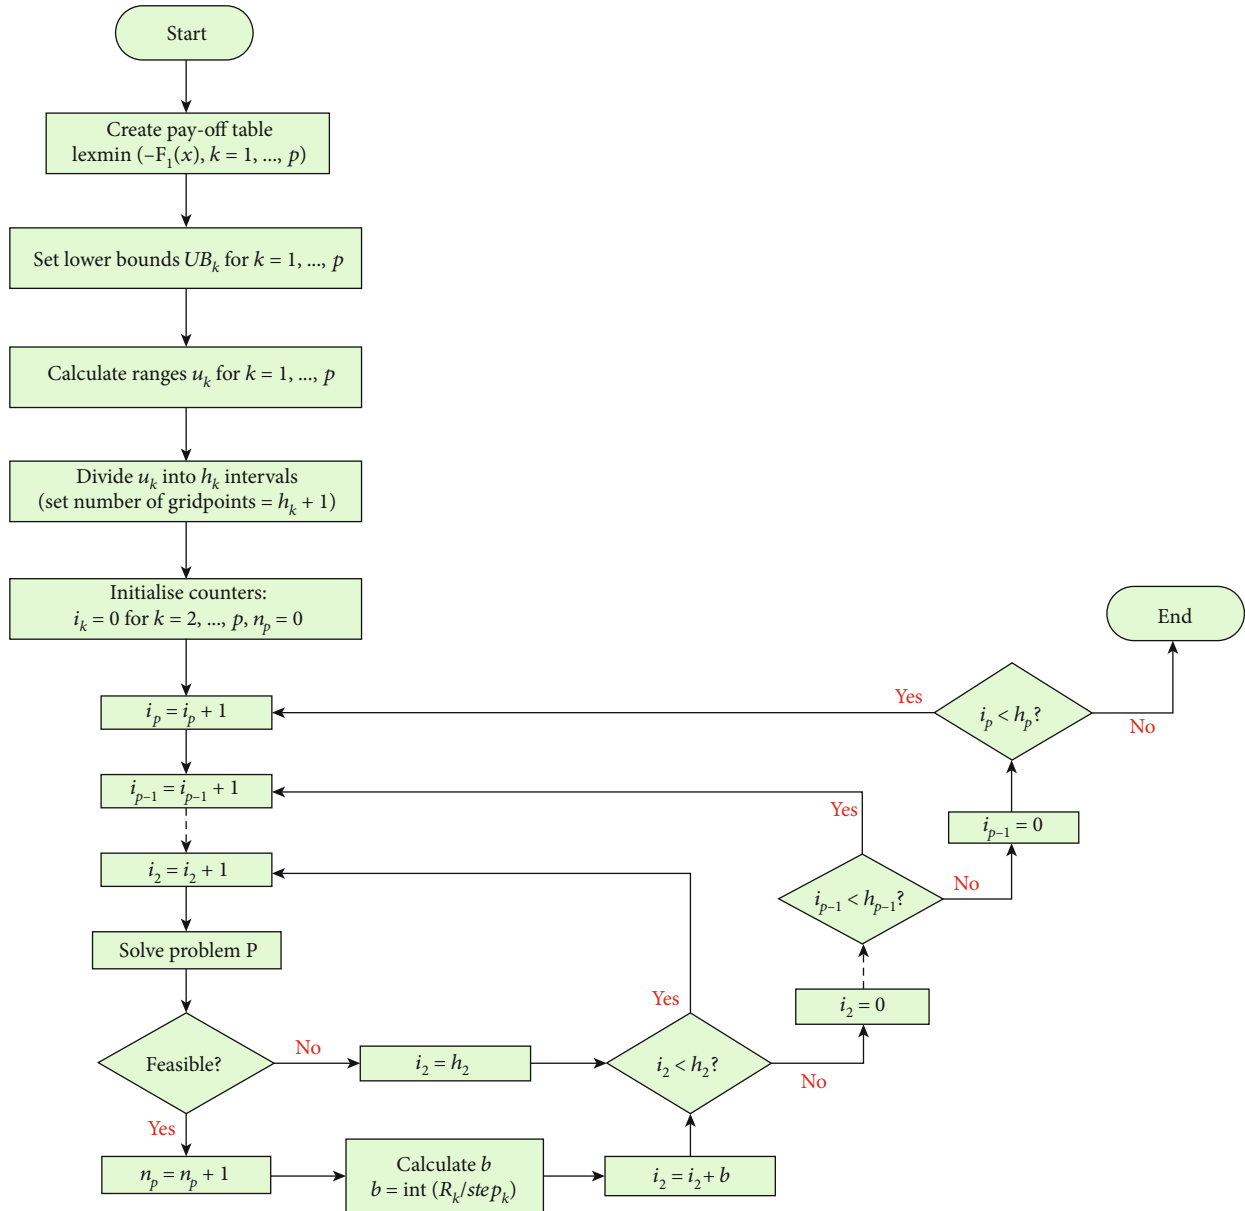 Start
Create pay-off table
lexmin (–F₁(x), k = 1, ..., p)
Set lower bounds UBₖ for k = 1, ..., p
Calculate ranges uₖ for k = 1, ..., p
Divide uₖ into hₖ intervals
(set number of gridpoints = hₖ + 1)
Initialise counters:
iₖ = 0 for k = 2, ..., p, nₚ = 0
End
iₚ = iₚ + 1
Yes
iₚ < hₚ?
No
iₚ₋₁ = iₚ₋₁ + 1
Yes
iₚ₋₁ = 0
i₂ = i₂ + 1
iₚ₋₁ < hₚ₋₁?
No
Solve problem P
Yes
i₂ = 0
Feasible?
No
i₂ = h₂
i₂ < h₂?
No
Yes
nₚ = nₚ + 1
Calculate b
b = int (Rₖ/stepₖ)
i₂ = i₂ + b